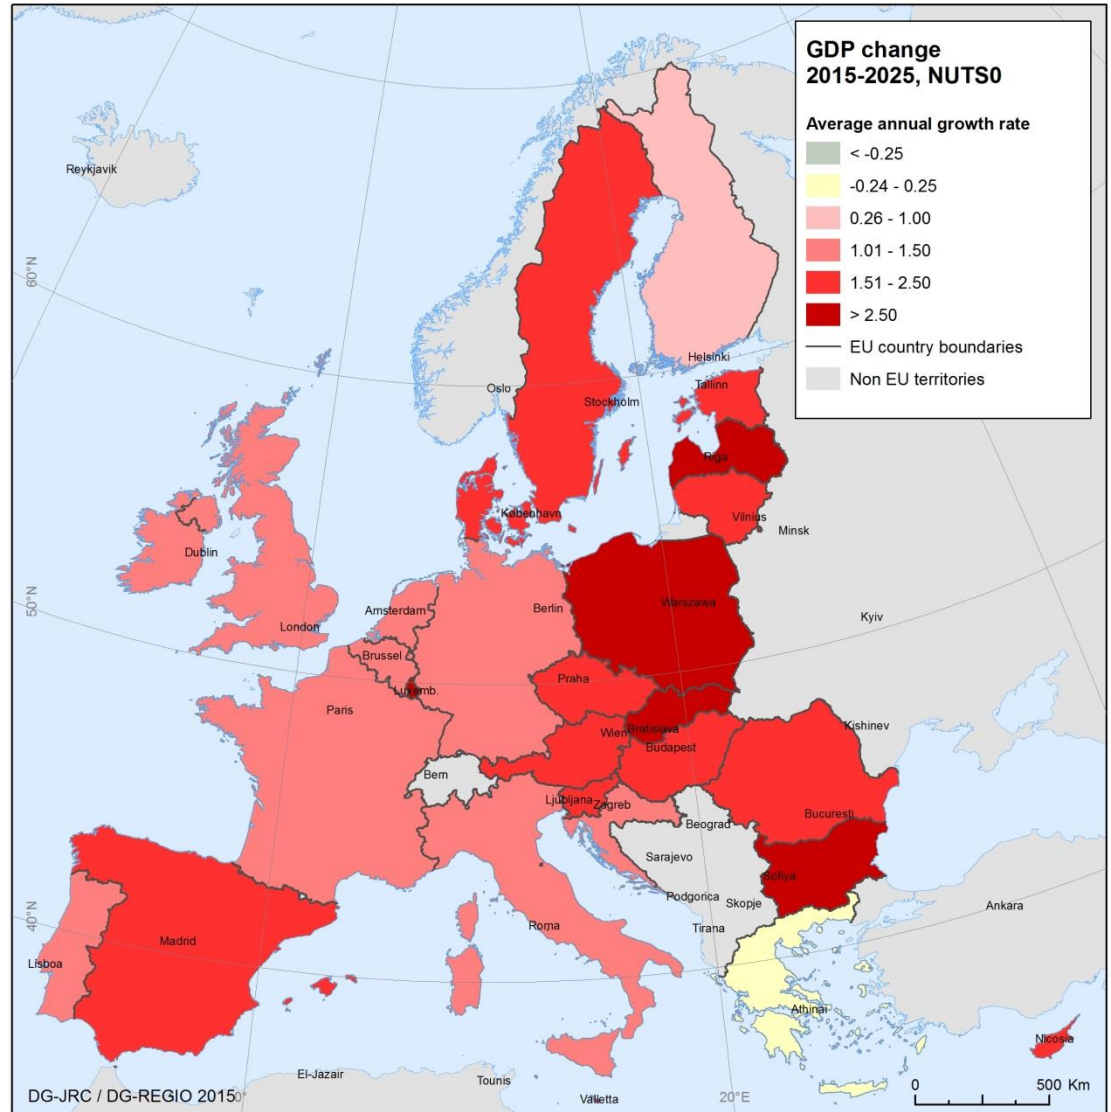 GDP change
2015-2025, NUTS0
Average annual growth rate
< -0.25
-0.24 - 0.25
0.26 - 1.00
1.01 - 1.50
1.51 - 2.50
> 2.50
EU country boundaries
Non EU territories
Reykjavik
60°N
Helsinki
Oslo
Tallinn
Stockholm
Riga
København
Vilnius
Minsk
Dublin
50°N
Amsterdam
Berlin
Warszawa
Kyiv
London
Brussel
Praha
Luxemb.
Paris
Kishinev
Wien
Bratislava
Budapest
Bern
Ljubljana
Zagreb
Bucuresti
Beograd
Sarajevo
Sofiya
Podgorica
Skopje
Ankara
40°N
Roma
Tirana
Madrid
Lisboa
Athinai
Nicosia
El-Jazair
Tounis
0 500 Km
DG-JRC / DG-REGIO 2015
0°
Valletta
20°E